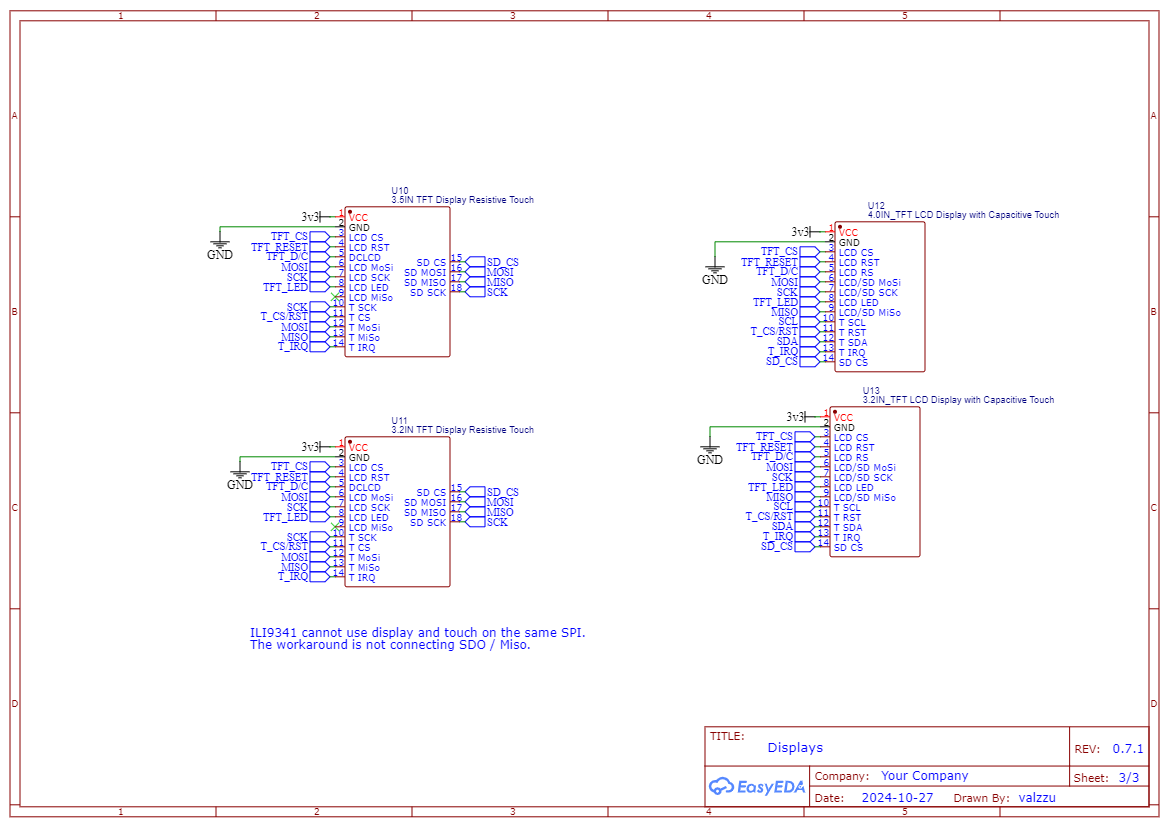 1 2 3 4 5
A
B
C
D
A
B
C
D
U10
3.5IN TFT Display Resistive Touch
3v3 1 VCC
GND 2 GND
TFT_CS 3 LCD CS
TFT_RESET 4 LCD RST
TFT_D/C 5 DCLCD
MOSI 6 LCD MoSi
SCK 7 LCD SCK
TFT_LED 8 LCD LED
9 LCD MiSo
SCK 10 T SCK
T_CS/RST 11 T CS
MOSI 12 T MoSi
MISO 13 T MiSo
T_IRQ 14 T IRQ
SD CS 15 SD_CS
SD MOSI 16 MOSI
SD MISO 17 MISO
SD SCK 18 SCK
U12
4.0IN_TFT LCD Display with Capacitive Touch
3v3 1 VCC
GND 2 GND
TFT_CS 3 LCD CS
TFT_RESET 4 LCD RST
TFT_D/C 5 LCD RS
MOSI 6 LCD/SD MoSi
SCK 7 LCD/SD SCK
TFT_LED 8 LCD LED
MISO 9 LCD/SD MiSo
SCL 10 T SCL
T_CS/RST 11 T RST
SDA 12 T SDA
T_IRQ 13 T IRQ
SD_CS 14 SD CS
U11
3.2IN TFT Display Resistive Touch
3v3 1 VCC
GND 2 GND
TFT_CS 3 LCD CS
TFT_RESET 4 LCD RST
TFT_D/C 5 DCLCD
MOSI 6 LCD MoSi
SCK 7 LCD SCK
TFT_LED 8 LCD LED
9 LCD MiSo
SCK 10 T SCK
T_CS/RST 11 T CS
MOSI 12 T MoSi
MISO 13 T MiSo
T_IRQ 14 T IRQ
SD CS 15 SD_CS
SD MOSI 16 MOSI
SD MISO 17 MISO
SD SCK 18 SCK
U13
3.2IN_TFT LCD Display with Capacitive Touch
3v3 1 VCC
GND 2 GND
TFT_CS 3 LCD CS
TFT_RESET 4 LCD RST
TFT_D/C 5 LCD RS
MOSI 6 LCD/SD MoSi
SCK 7 LCD/SD SCK
TFT_LED 8 LCD LED
MISO 9 LCD/SD MiSo
SCL 10 T SCL
T_CS/RST 11 T RST
SDA 12 T SDA
T_IRQ 13 T IRQ
SD_CS 14 SD CS
ILI9341 cannot use display and touch on the same SPI.
The workaround is not connecting SDO / Miso.
TITLE:
Displays
REV: 0.7.1
EasyEDA
Company: Your Company
Sheet: 3/3
Date: 2024-10-27 Drawn By: valzzu
1 2 3 4 5